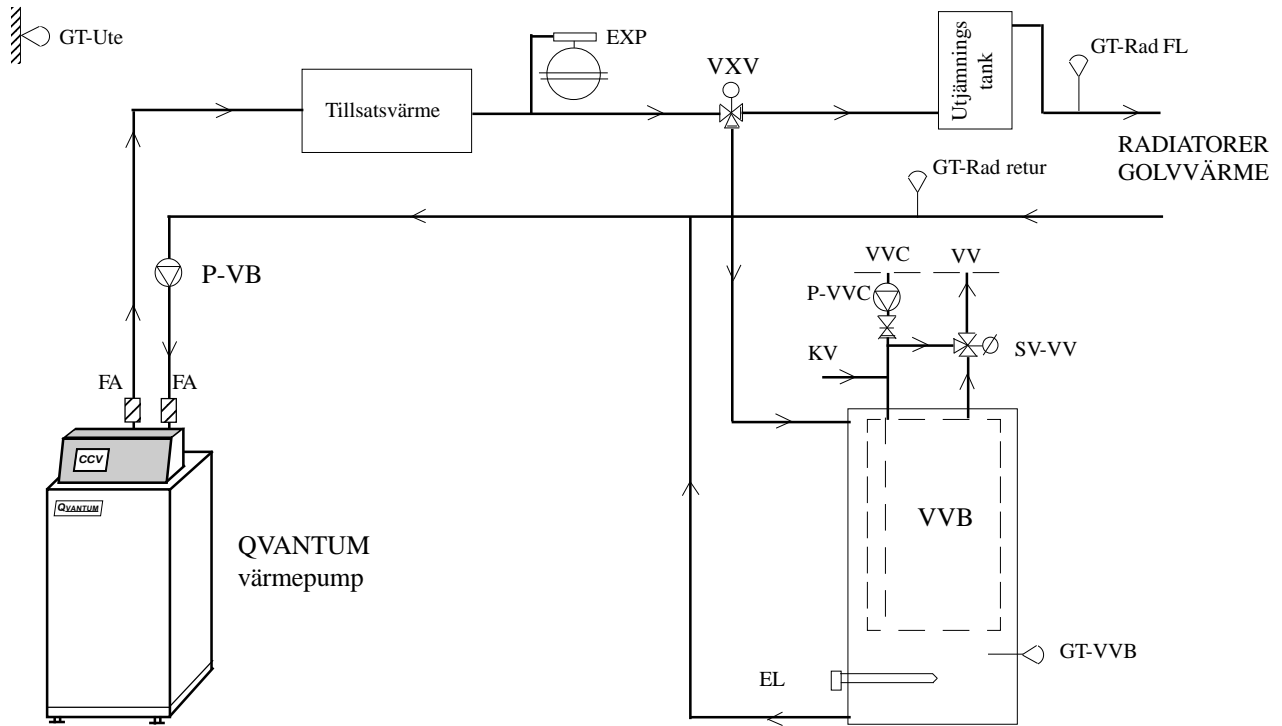 GT-Ute
EXP
VXV
Tillsatsvärme
Utjämnings
tank
GT-Rad FL
RADIATORER
GOLVVÄRME
GT-Rad retur
P-VB
VVC
VV
P-VVC
SV-VV
KV
FA
FA
CCV
QVANTUM
VVB
QVANTUM
värmepump
GT-VVB
EL